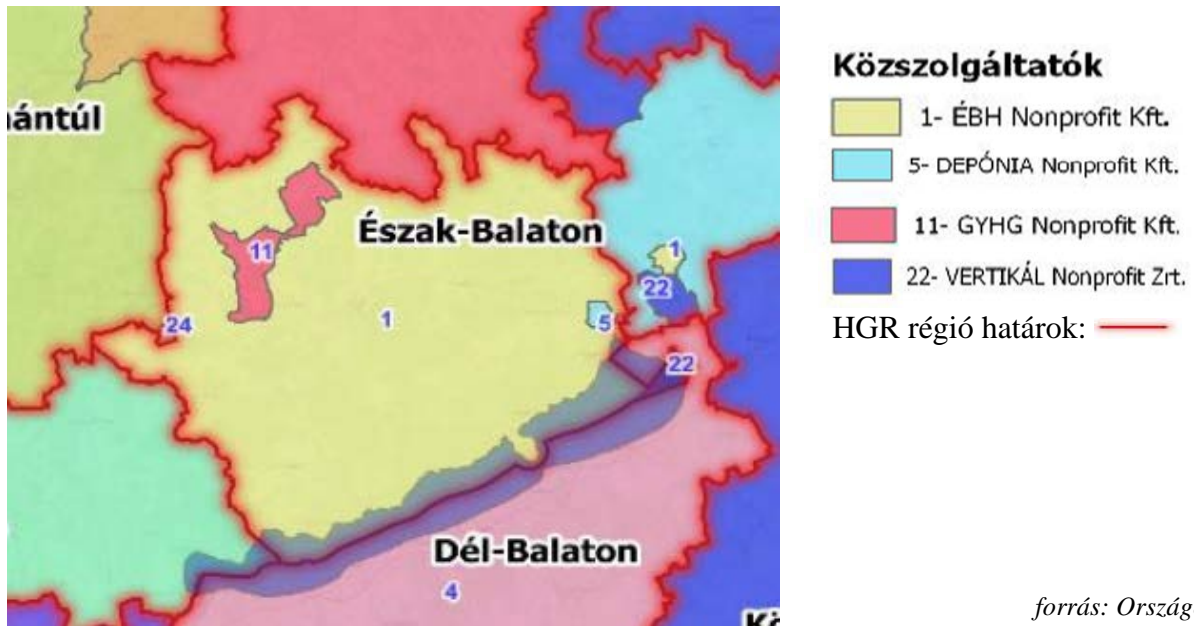 ántúl
Észak-Balaton
11
1
22
24
1
5
22
Dél-Balaton
4
Kö
Közszolgáltatók
1- ÉBH Nonprofit Kft.
5- DEPÓNIA Nonprofit Kft.
11- GYHG Nonprofit Kft.
22- VERTIKÁL Nonprofit Zrt.
HGR régió határok:
forrás: Ország